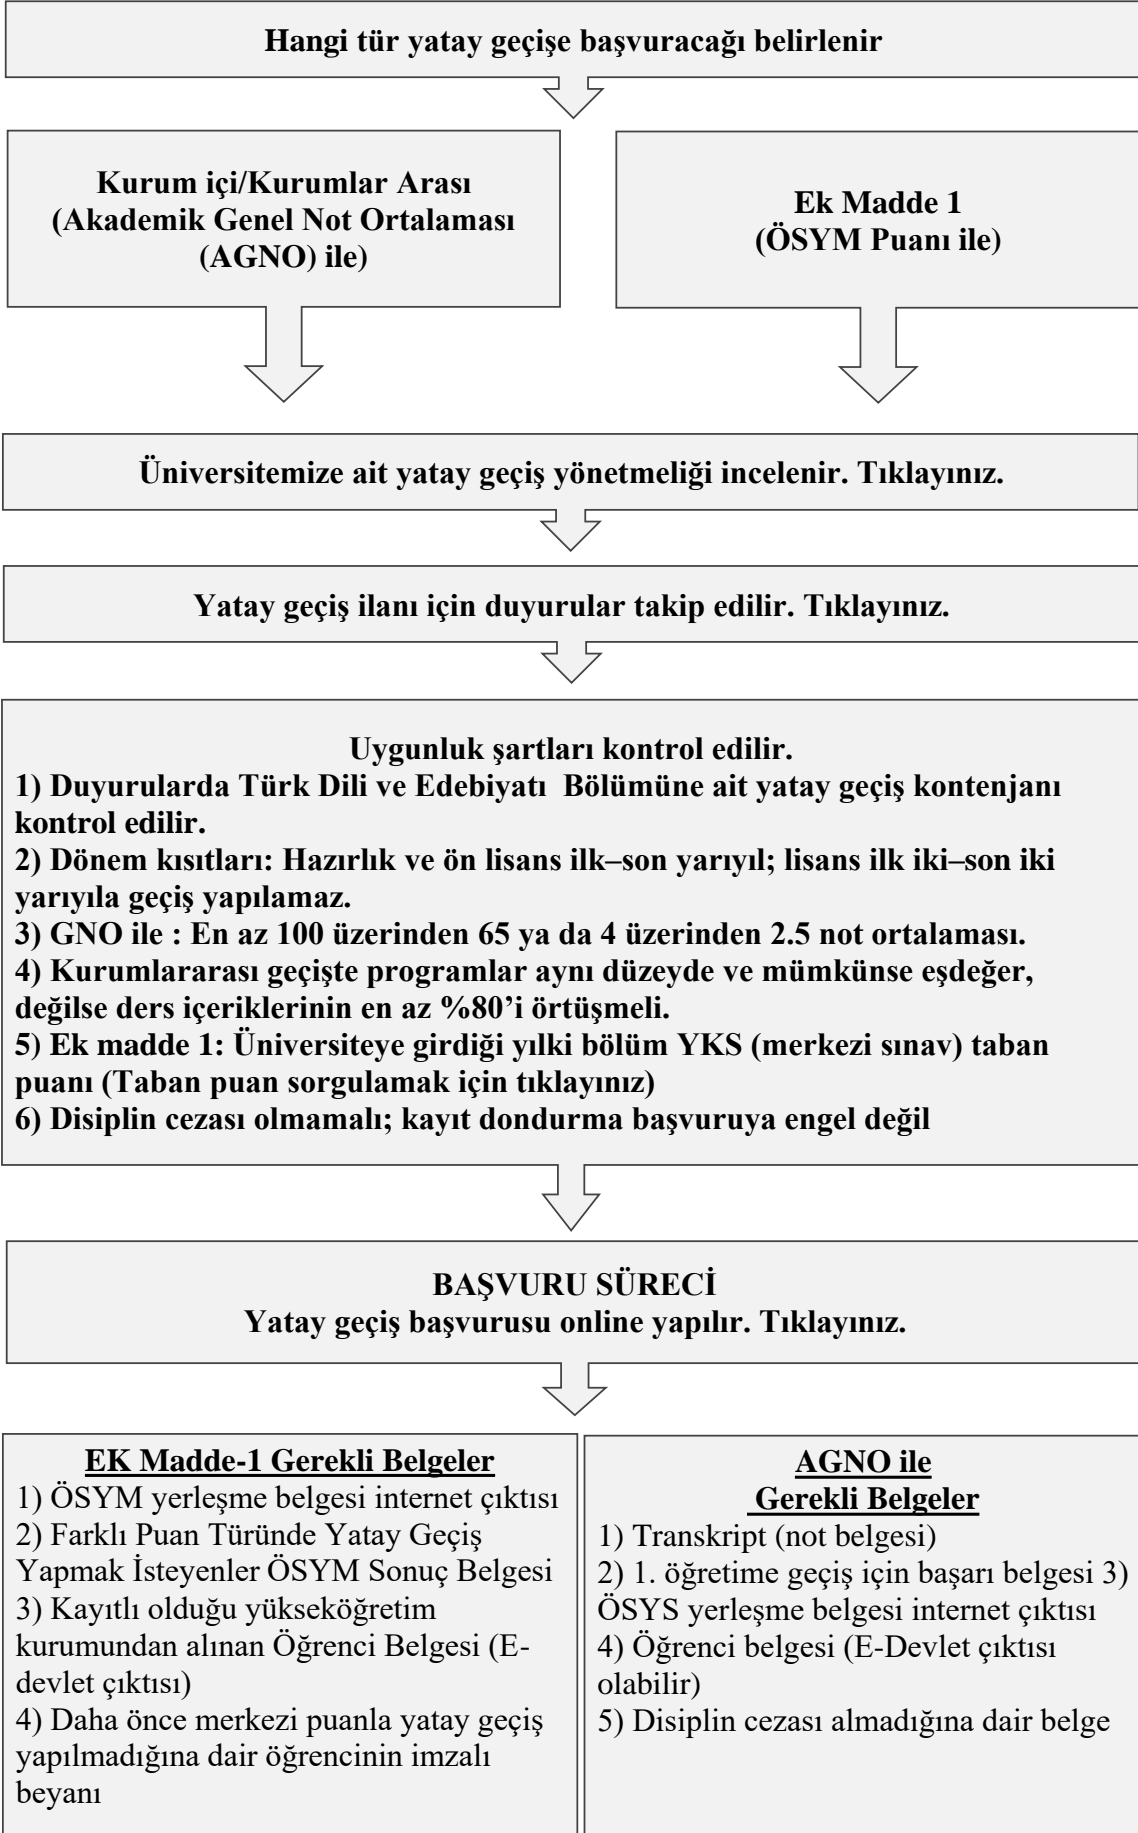 Hangi tür yatay geçişe başvuracağı belirlenir
Kurum içi/Kurumlar Arası
(Akademik Genel Not Ortalaması
(AGNO) ile)
Ek Madde 1
(ÖSYM Puanı ile)
Üniversitemize ait yatay geçiş yönetmeliği incelenir. Tıklayınız.
Yatay geçiş ilanı için duyurular takip edilir. Tıklayınız.
Uygunluk şartları kontrol edilir.
1) Duyurularda Türk Dili ve Edebiyatı  Bölümüne ait yatay geçiş kontenjanı
kontrol edilir.
2) Dönem kısıtları: Hazırlık ve ön lisans ilk–son yarıyıl; lisans ilk iki–son iki
yarıyıla geçiş yapılamaz.
3) GNO ile : En az 100 üzerinden 65 ya da 4 üzerinden 2.5 not ortalaması.
4) Kurumlararası geçişte programlar aynı düzeyde ve mümkünse eşdeğer,
değilse ders içeriklerinin en az %80’i örtüşmeli.
5) Ek madde 1: Üniversiteye girdiği yılki bölüm YKS (merkezi sınav) taban
puanı (Taban puan sorgulamak için tıklayınız)
6) Disiplin cezası olmamalı; kayıt dondurma başvuruya engel değil
BAŞVURU SÜRECİ
Yatay geçiş başvurusu online yapılır. Tıklayınız.
EK Madde-1 Gerekli Belgeler
1) ÖSYM yerleşme belgesi internet çıktısı
2) Farklı Puan Türünde Yatay Geçiş
Yapmak İsteyenler ÖSYM Sonuç Belgesi
3) Kayıtlı olduğu yükseköğretim
kurumundan alınan Öğrenci Belgesi (E-
devlet çıktısı)
4) Daha önce merkezi puanla yatay geçiş
yapılmadığına dair öğrencinin imzalı
beyanı
AGNO ile
Gerekli Belgeler
1) Transkript (not belgesi)
2) 1. öğretime geçiş için başarı belgesi 3)
ÖSYS yerleşme belgesi internet çıktısı
4) Öğrenci belgesi (E-Devlet çıktısı
olabilir)
5) Disiplin cezası almadığına dair belge